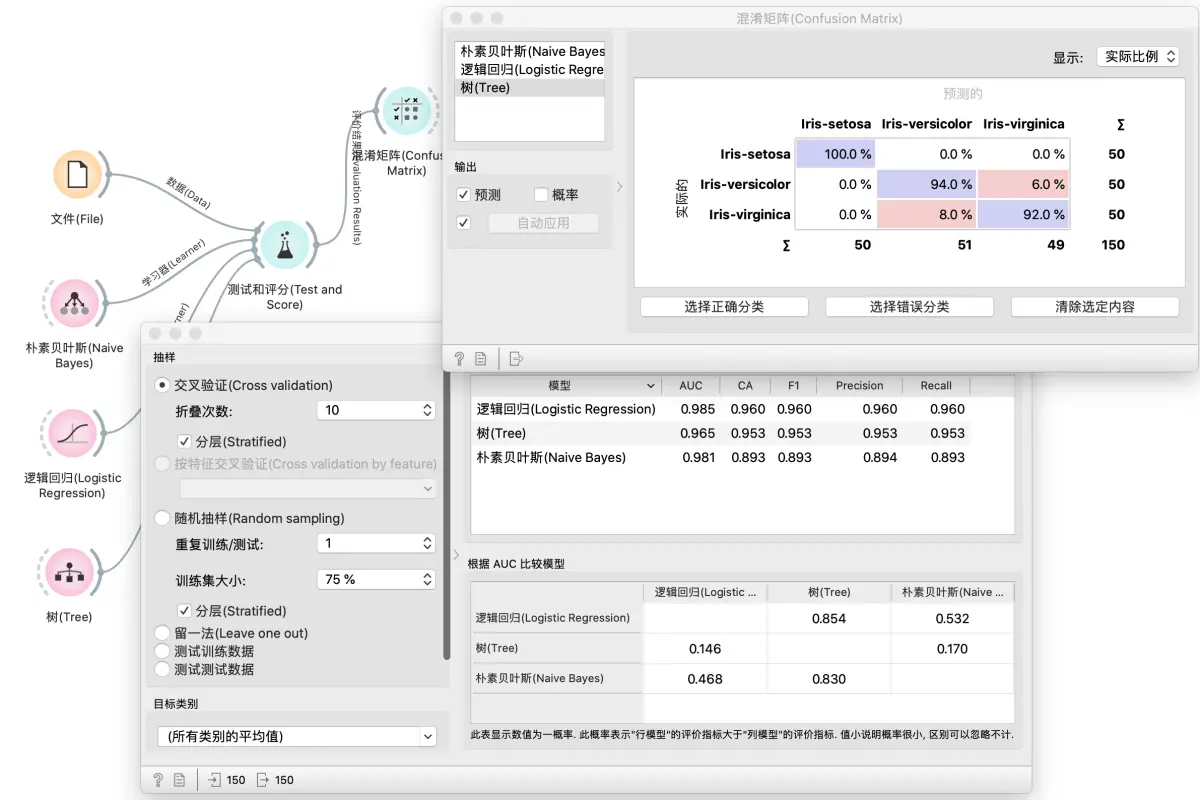 混淆矩阵(Confusion Matrix)
朴素贝叶斯(Naive Bayes
逻辑回归(Logistic Regre
树(Tree)
输出
预测
概率
自动应用
显示:
实际比例
预测的
实际的
Iris-setosa Iris-versicolor Iris-virginica Σ
Iris-setosa 100.0 % 0.0 % 0.0 % 50
Iris-versicolor 0.0 % 94.0 % 6.0 % 50
Iris-virginica 0.0 % 8.0 % 92.0 % 50
Σ 50 51 49 150
选择正确分类
选择错误分类
清除选定内容
文件(File)
数据(Data)
学习器(Learner)
rner)
测试和评分(Test and
Score)
评价结果(Evaluation Results)
混淆矩阵(Confus
Matrix)
朴素贝叶斯(Naive
Bayes)
逻辑回归(Logistic
Regression)
树(Tree)
抽样
交叉验证(Cross validation)
折叠次数: 10
分层(Stratified)
按特征交叉验证(Cross validation by feature)
随机抽样(Random sampling)
重复训练/测试: 1
训练集大小: 75 %
分层(Stratified)
留一法(Leave one out)
测试训练数据
测试测试数据
目标类别
(所有类别的平均值)
? 150 150
模型 AUC CA F1 Precision Recall
逻辑回归(Logistic Regression) 0.985 0.960 0.960 0.960 0.960
树(Tree) 0.965 0.953 0.953 0.953 0.953
朴素贝叶斯(Naive Bayes) 0.981 0.893 0.893 0.894 0.893
根据 AUC 比较模型
逻辑回归(Logistic ... 树(Tree) 朴素贝叶斯(Naive ...
逻辑回归(Logistic Regression) 0.854 0.532
树(Tree) 0.146 0.170
朴素贝叶斯(Naive Bayes) 0.468 0.830
此表显示数值为一概率. 此概率表示"行模型"的评价指标大于"列模型"的评价指标. 值小说明概率很小, 区别可以忽略不计.